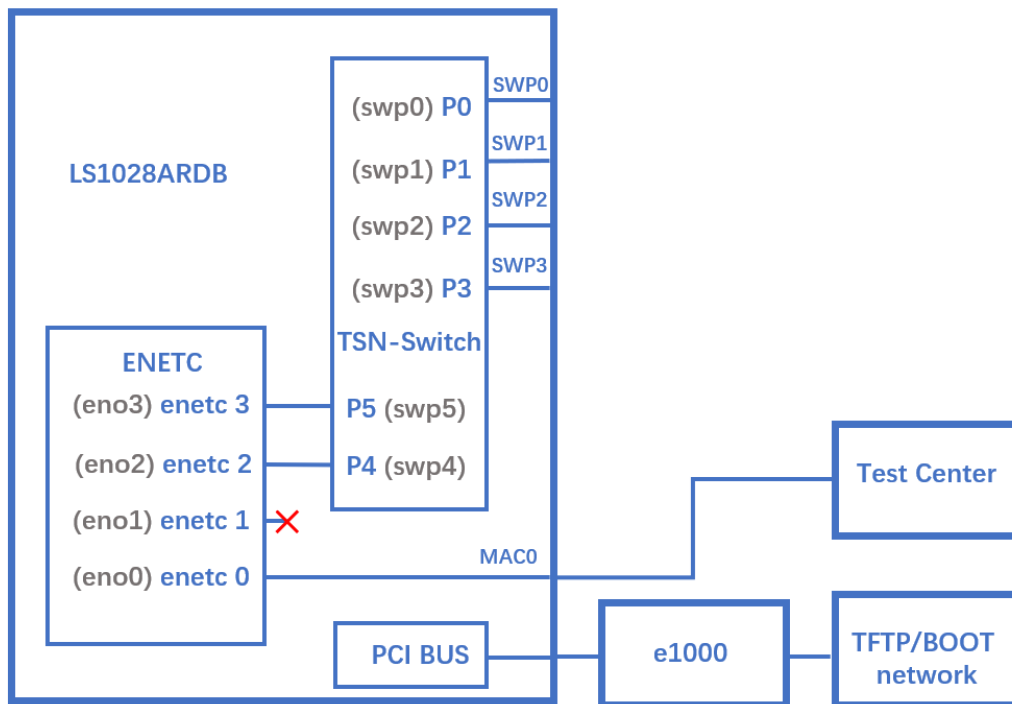 SWP0
(swp0) P0
SWP1
(swp1) P1
LS1028ARDB
SWP2
(swp2) P2
SWP3
(swp3) P3
TSN-Switch
ENETC
(eno3) enetc 3
P5 (swp5)
(eno2) enetc 2
P4 (swp4)
Test Center
(eno1) enetc 1
MAC0
(eno0) enetc 0
PCI BUS
e1000
TFTP/BOOT
network